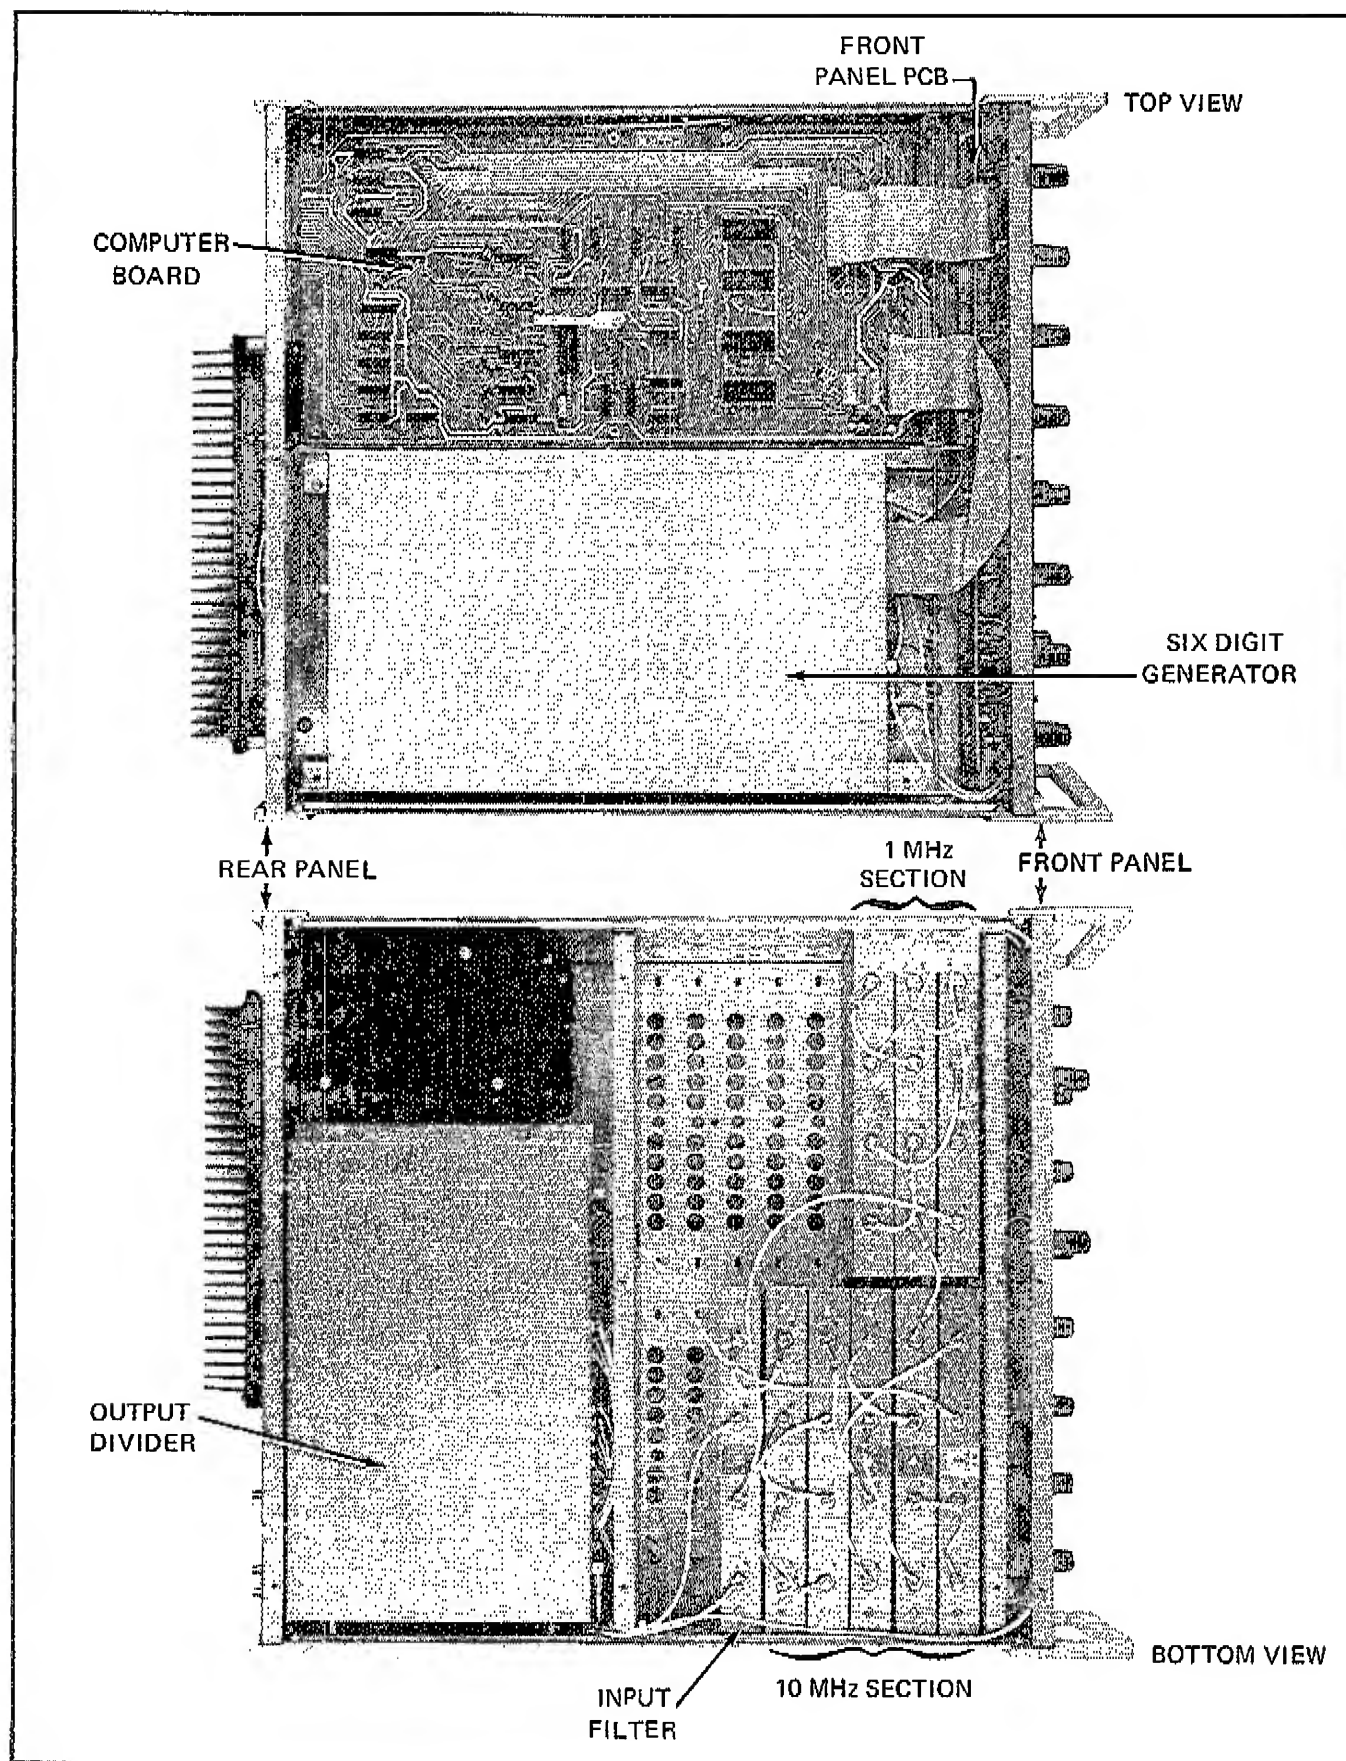 FRONT
PANEL PCB
TOP VIEW
COMPUTER
BOARD
SIX DIGIT
GENERATOR
REAR PANEL
1 MHz
SECTION
FRONT PANEL
OUTPUT
DIVIDER
INPUT
FILTER
10 MHz SECTION
BOTTOM VIEW